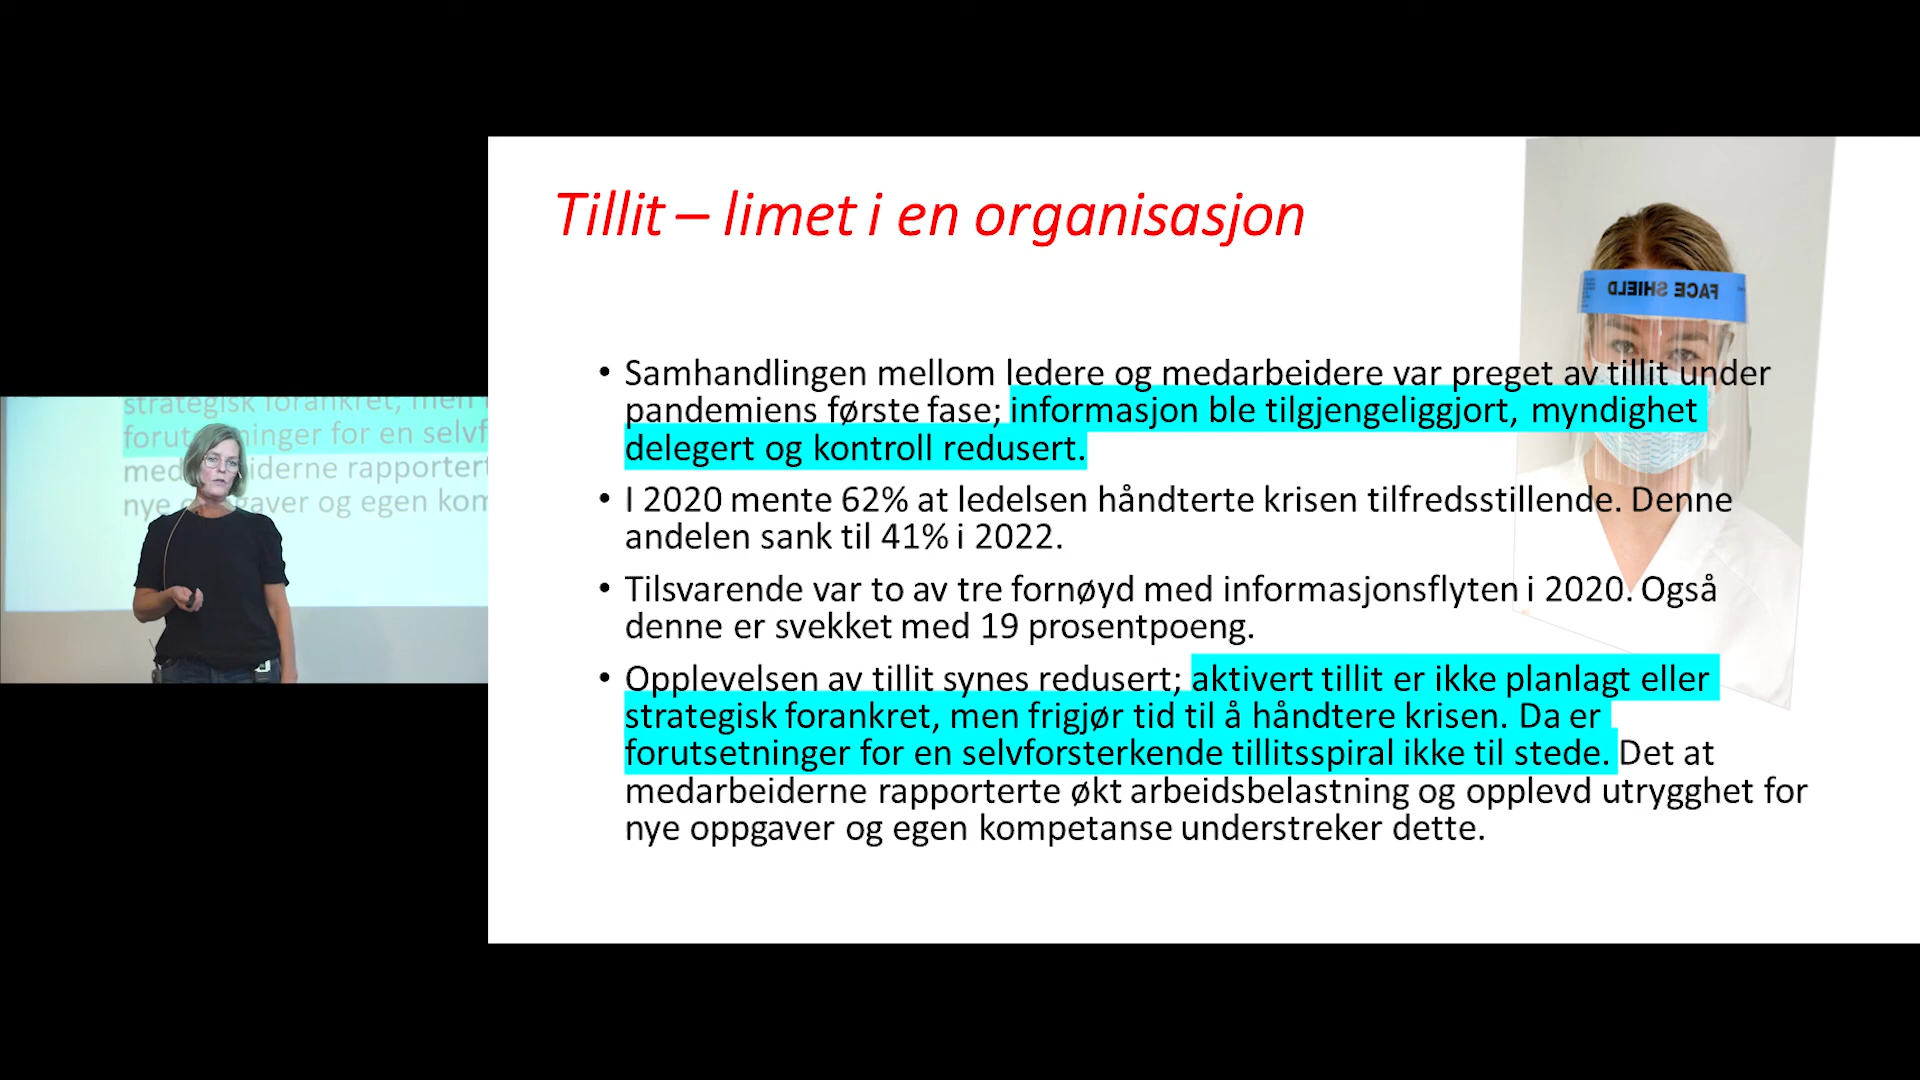 Tillit – limet i en organisasjon
FACE SHIELD
• Samhandlingen mellom ledere og medarbeidere var preget av tillit under
pandemiens første fase; informasjon ble tilgjengeliggjort, myndighet
delegert og kontroll redusert.
• I 2020 mente 62% at ledelsen håndterte krisen tilfredsstillende. Denne
andelen sank til 41% i 2022.
• Tilsvarende var to av tre fornøyd med informasjonsflyten i 2020. Også
denne er svekket med 19 prosentpoeng.
• Opplevelsen av tillit synes redusert; aktivert tillit er ikke planlagt eller
strategisk forankret, men frigjør tid til å håndtere krisen. Da er
forutsetninger for en selvforsterkende tillitsspiral ikke til stede. Det at
medarbeiderne rapporterte økt arbeidsbelastning og opplevd utrygghet for
nye oppgaver og egen kompetanse understreker dette.
strategisk forankret, men
forut ninger for en selvf
med iderne rapportert
nye gaver og egen kom